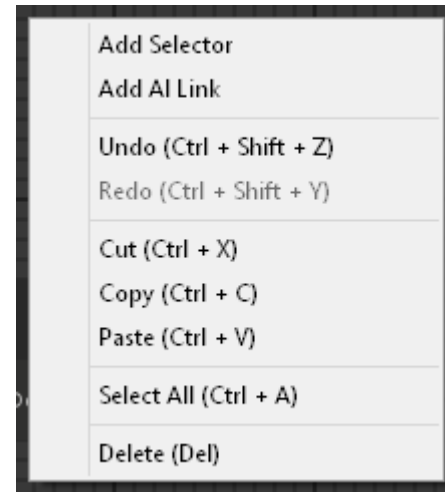 Add Selector
Add AI Link
Undo (Ctrl + Shift + Z)
Redo (Ctrl + Shift + Y)
Cut (Ctrl + X)
Copy (Ctrl + C)
Paste (Ctrl + V)
Select All (Ctrl + A)
Delete (Del)